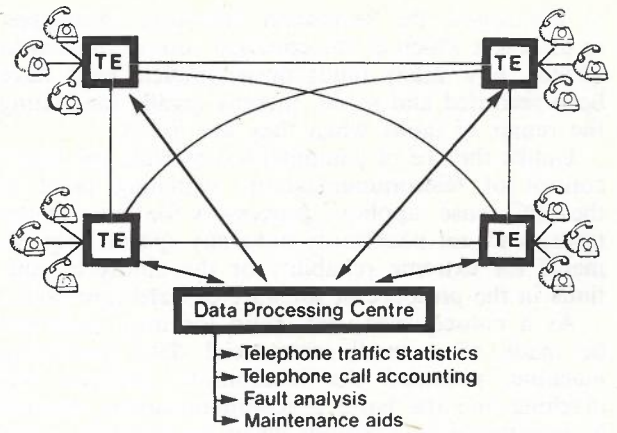 TE
TE
TE
TE
Data Processing Centre
Telephone traffic statistics
Telephone call accounting
Fault analysis
Maintenance aids